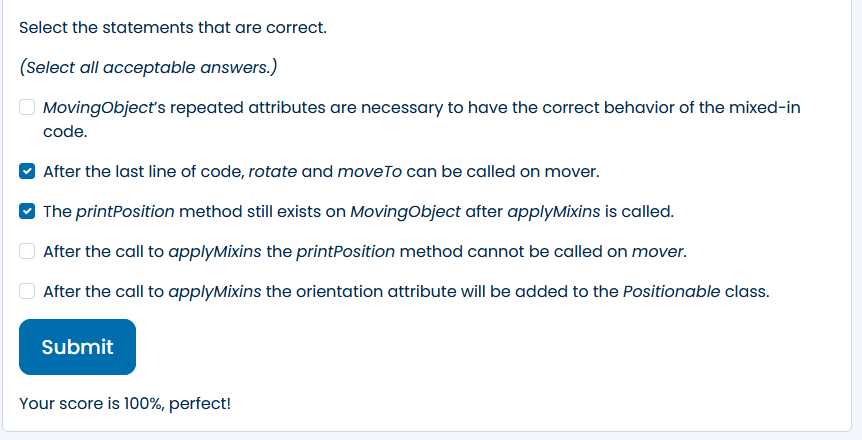 Select the statements that are correct.
(Select all acceptable answers.)
MovingObject's repeated attributes are necessary to have the correct behavior of the mixed-in
code.
After the last line of code, rotate and moveTo can be called on mover.
The printPosition method still exists on MovingObject after applyMixins is called.
After the call to applyMixins the printPosition method cannot be called on mover.
After the call to applyMixins the orientation attribute will be added to the Positionable class.
Submit
Your score is 100%, perfect!